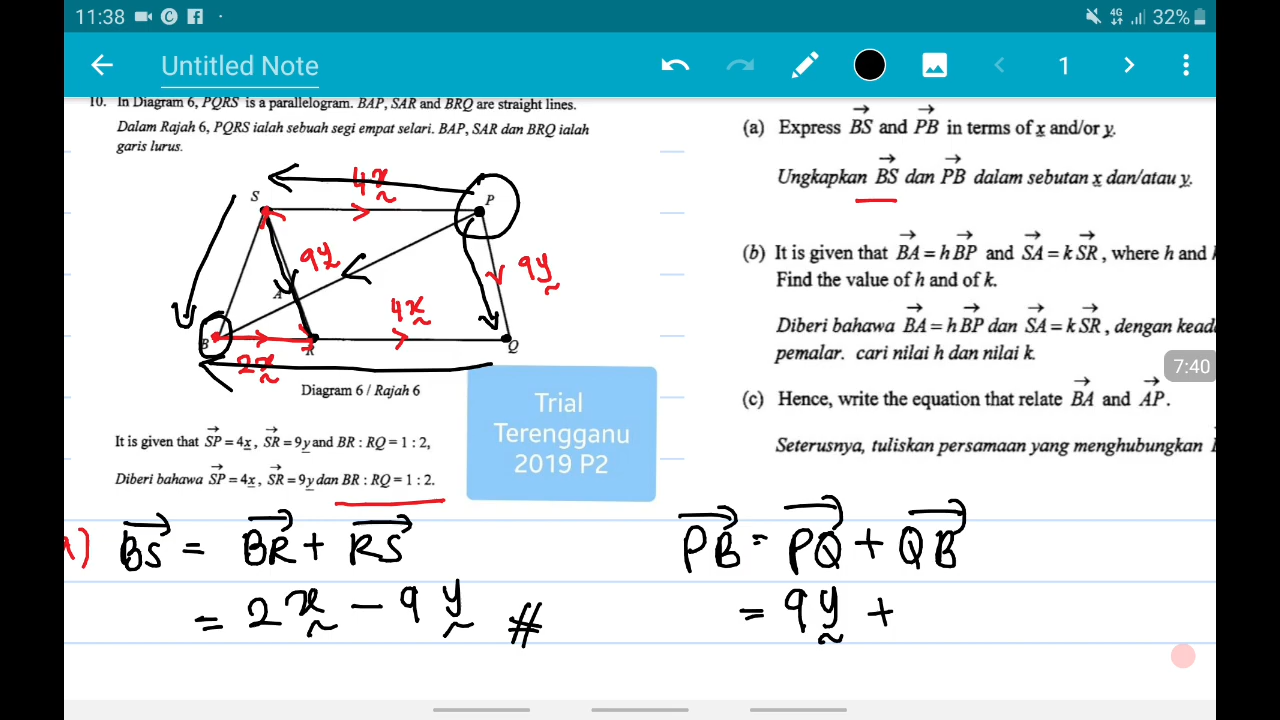 11:38
4G
32%
Untitled Note
1
10. In Diagram 6, PQRS is a parallelogram. BAP, SAR and BRQ are straight lines.
Dalam Rajah 6, PQRS ialah sebuah segi empat selari. BAP, SAR dan BRQ ialah
garis lurus.
S
4x
P
9y
9y
A
4x
B
R
Q
2x
Diagram 6 / Rajah 6
It is given that SP = 4x, SR = 9y and BR : RQ = 1 : 2,
Diberi bahawa SP = 4x, SR = 9y dan BR : RQ = 1 : 2.
Trial
Terengganu
2019 P2
(a) Express BS and PB in terms of x and/or y.
Ungkapkan BS dan PB dalam sebutan x dan/atau y.
(b) It is given that BA = h BP and SA = k SR, where h and
Find the value of h and of k.
Diberi bahawa BA = h BP dan SA = k SR, dengan kead
pemalar. cari nilai h dan nilai k.
7:40
(c) Hence, write the equation that relate BA and AP.
Seterusnya, tuliskan persamaan yang menghubungkan
BS = BR + RS
= 2x - 9y #
PB = PQ + QB
= 9y +